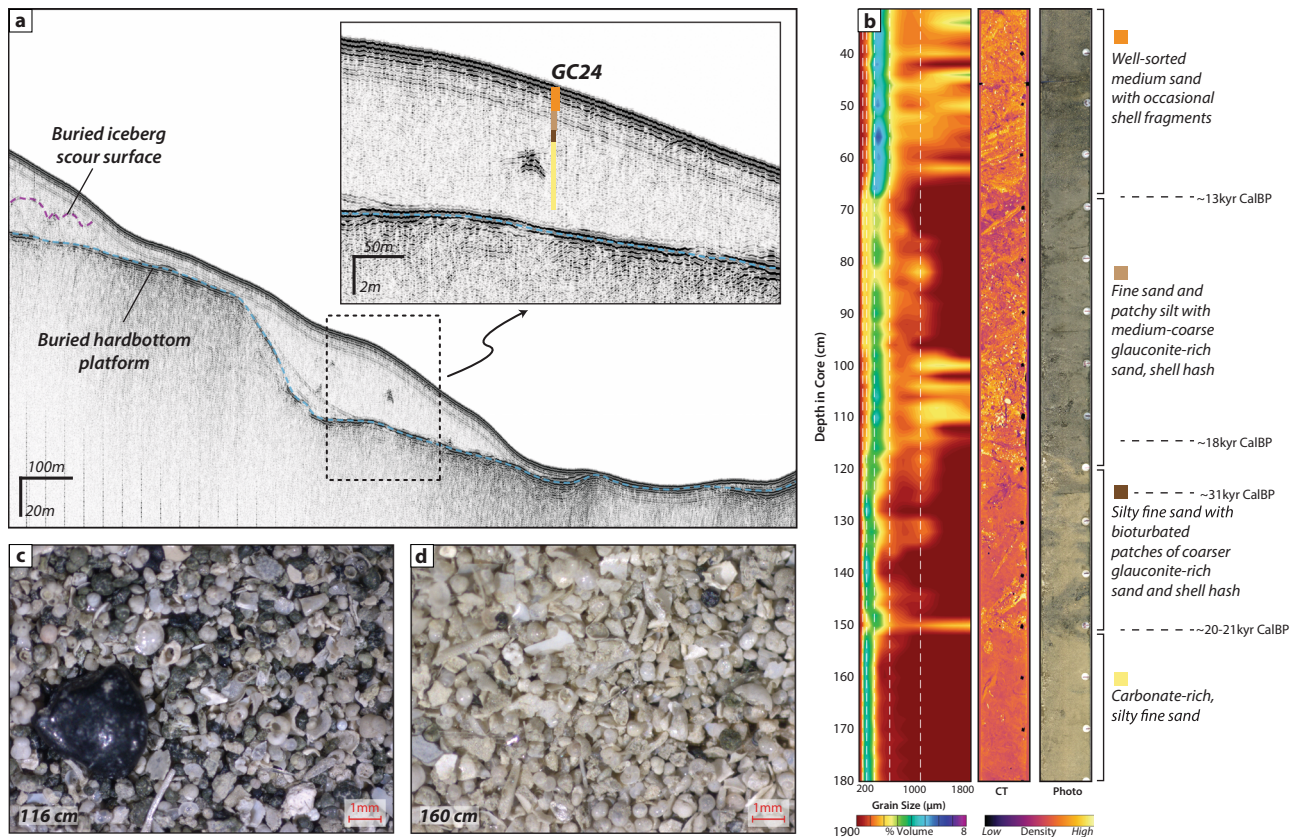 a
Buried iceberg
scour surface
Buried hardbottom
platform
100m
20m
GC24
50m
2m
b
Depth in Core (cm)
40
50
60
70
80
90
100
110
120
130
140
150
160
170
180
200
1000
1800
Grain Size (µm)
1900
% Volume
8
CT
Low
Density
High
Photo
Well-sorted
medium sand
with occasional
shell fragments
~13kyr CalBP
Fine sand and
patchy silt with
medium-coarse
glauconite-rich
sand, shell hash
~18kyr CalBP
~31kyr CalBP
Silty fine sand with
bioturbated
patches of coarser
glauconite-rich
sand and shell hash
~20-21kyr CalBP
Carbonate-rich,
silty fine sand
c
116 cm
1mm
d
160 cm
1mm